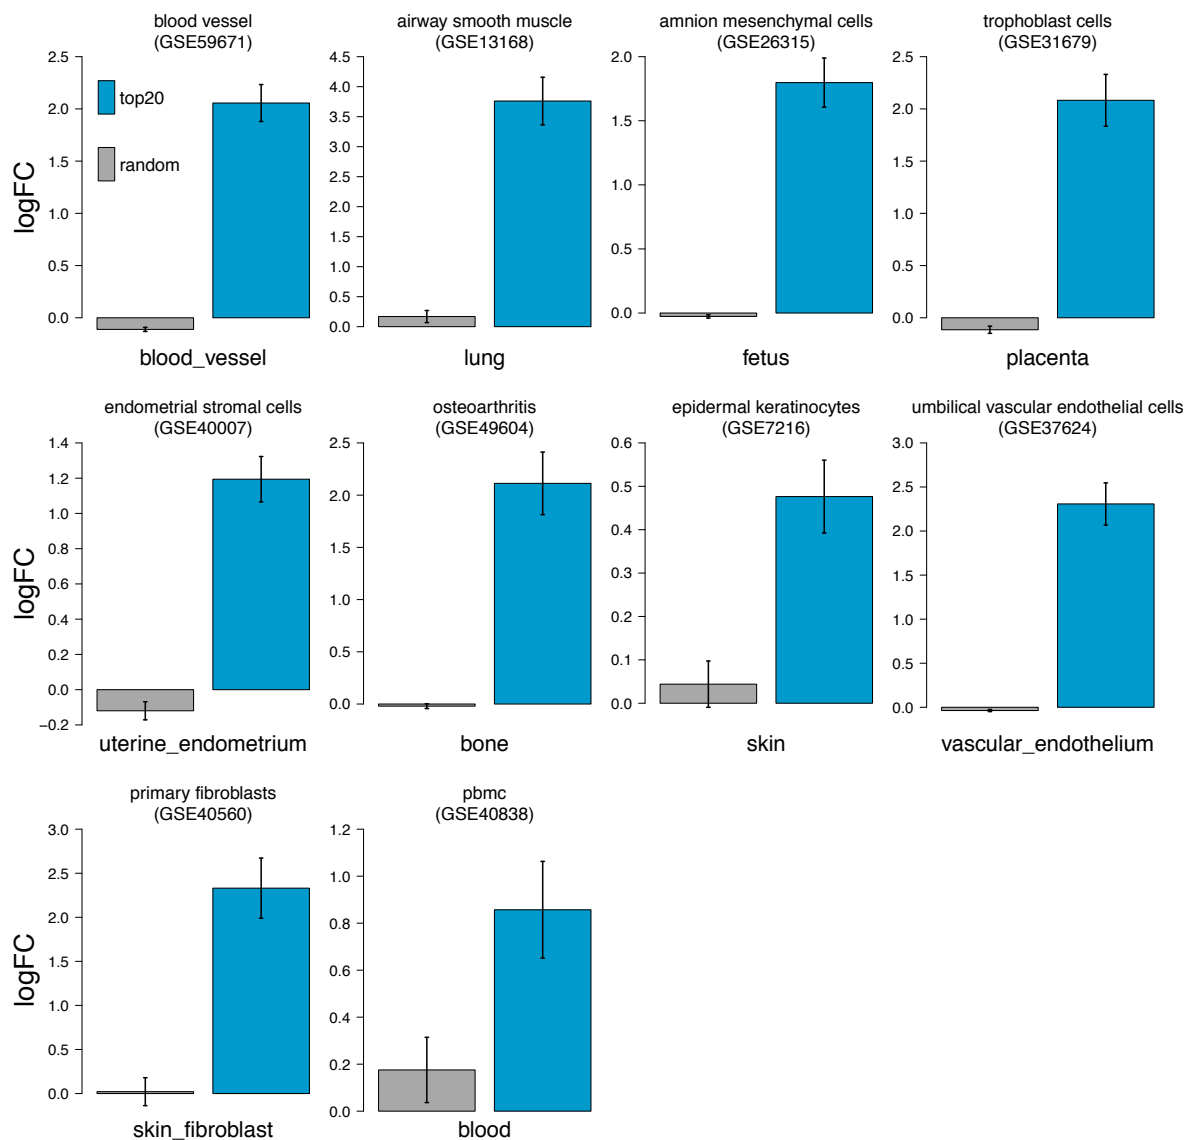 blood vessel
(GSE59671)
2.5
2.0
1.5
1.0
0.5
0.0
logFC
top20
random
blood_vessel
airway smooth muscle
(GSE13168)
4.5
4.0
3.5
3.0
2.5
2.0
1.5
1.0
0.5
0.0
lung
amnion mesenchymal cells
(GSE26315)
2.0
1.5
1.0
0.5
0.0
fetus
trophoblast cells
(GSE31679)
2.5
2.0
1.5
1.0
0.5
0.0
placenta
endometrial stromal cells
(GSE40007)
1.4
1.2
1.0
0.8
0.6
0.4
0.2
0.0
−0.2
logFC
uterine_endometrium
osteoarthritis
(GSE49604)
2.5
2.0
1.5
1.0
0.5
0.0
bone
epidermal keratinocytes
(GSE7216)
0.6
0.5
0.4
0.3
0.2
0.1
0.0
skin
umbilical vascular endothelial cells
(GSE37624)
3.0
2.5
2.0
1.5
1.0
0.5
0.0
vascular_endothelium
primary fibroblasts
(GSE40560)
3.0
2.5
2.0
1.5
1.0
0.5
0.0
logFC
skin_fibroblast
pbmc
(GSE40838)
1.2
1.0
0.8
0.6
0.4
0.2
0.0
blood